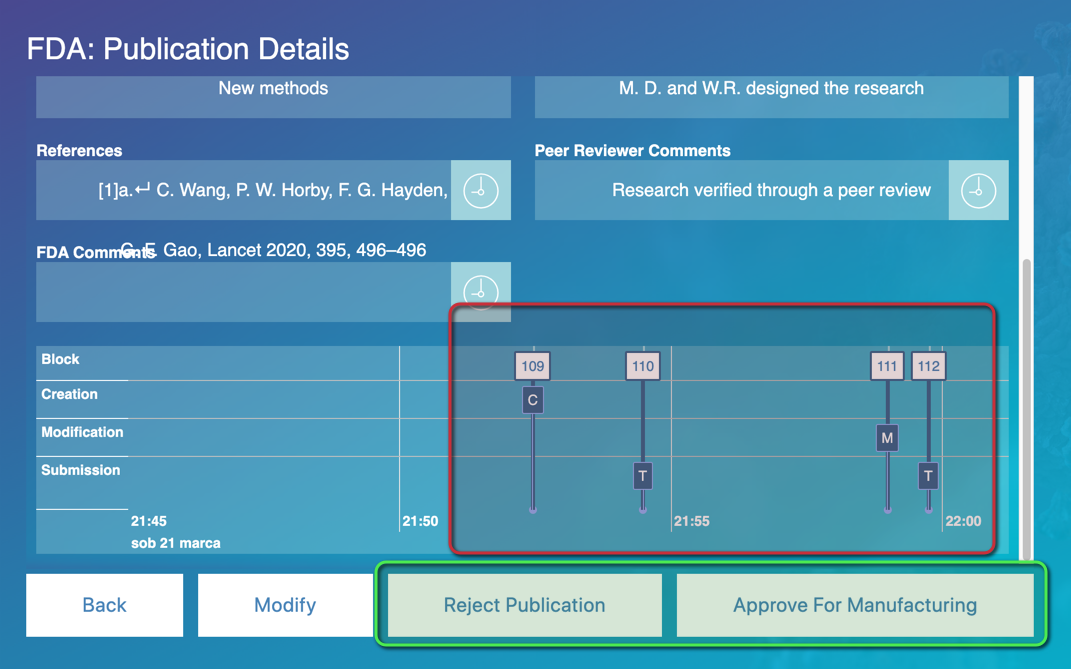 FDA: Publication Details
New methods
M. D. and W.R. designed the research
References
Peer Reviewer Comments
[1]a.↵ C. Wang, P. W. Horby, F. G. Hayden,
Research verified through a peer review
G. F. Gao, Lancet 2020, 395, 496–496
FDA Comments
Block
109
110
111
112
Creation
C
Modification
M
Submission
T
T
21:45
21:50
21:55
22:00
sob 21 marca
Back
Modify
Reject Publication
Approve For Manufacturing